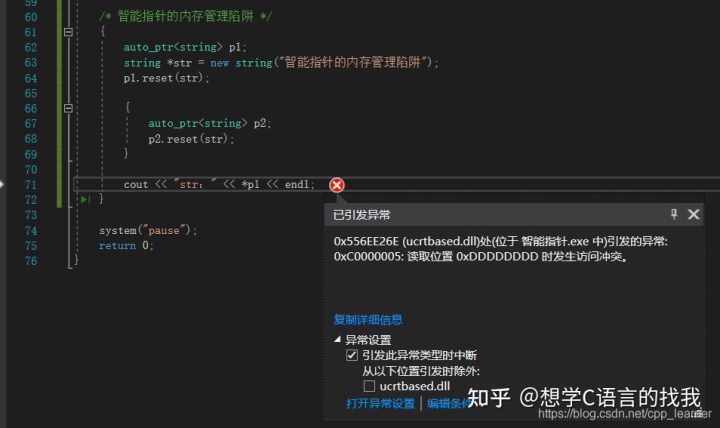 59
60 /* 智能指针的内存管理陷阱 */
61 {
62 auto_ptr<string> p1;
63 string *str = new string("智能指针的内存管理陷阱");
64 p1.reset(str);
65
66 {
67 auto_ptr<string> p2;
68 p2.reset(str);
69 }
70
71 cout << "str：" << *p1 << endl;
72 }
73
74 system("pause");
75 return 0;
76 }
已引发异常
0x556EE26E (ucrtbased.dll)处(位于 智能指针.exe 中)引发的异常:
0xC0000005: 读取位置 0xDDDDDDDD 时发生访问冲突。
复制详细信息
异常设置
引发此异常类型时中断
从以下位置引发时除外:
ucrtbased.dll
打开异常设置 | 编辑条件
知乎 @想学C语言的找我
https://blog.csdn.net/cpp_learner